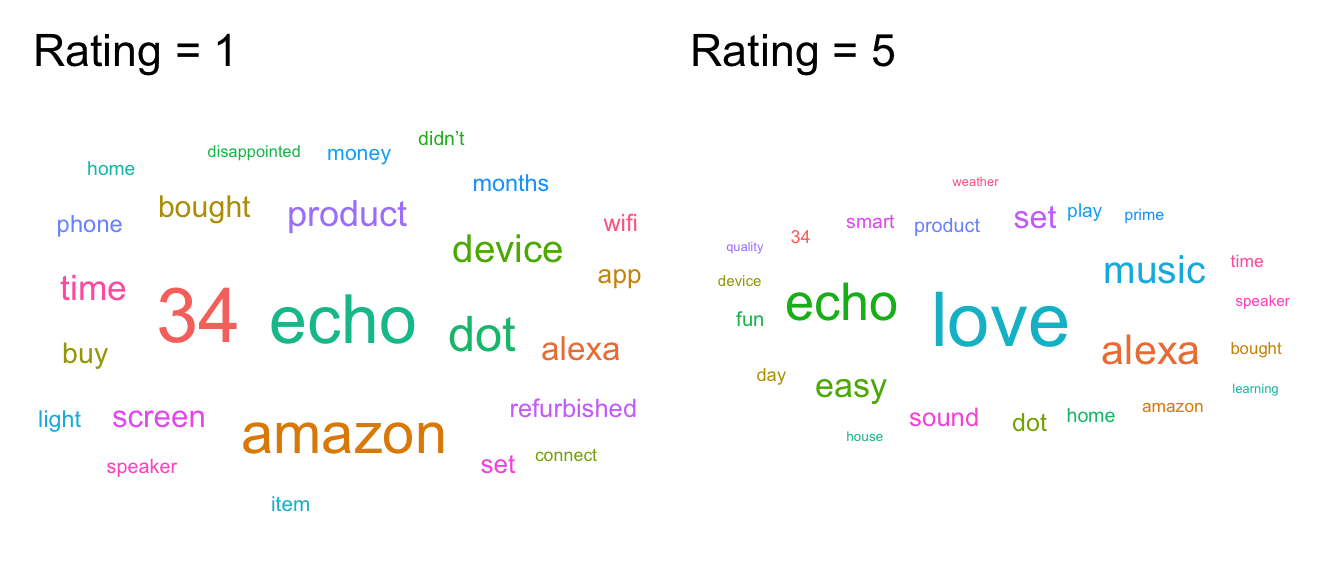 Rating = 1
didn't
disappointed
money
home
months
bought
product
phone
wifi
device
app
time
34
echo
dot
alexa
buy
refurbished
light
screen
amazon
connect
set
speaker
item
Rating = 5
weather
smart
product
set
play
prime
34
quality
music
time
device
echo
love
speaker
fun
alexa
bought
day
easy
learning
sound
dot
home
amazon
house